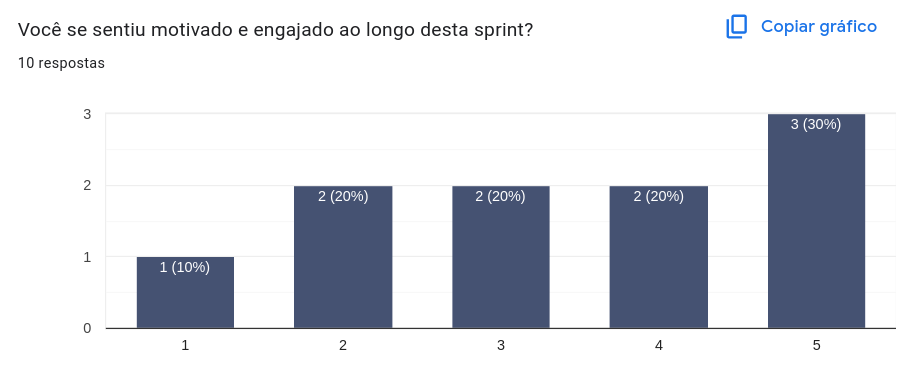 Você se sentiu motivado e engajado ao longo desta sprint?
Copiar gráfico
10 respostas
3
3 (30%)
2
2 (20%)
2 (20%)
2 (20%)
1
1 (10%)
0
1 2 3 4 5